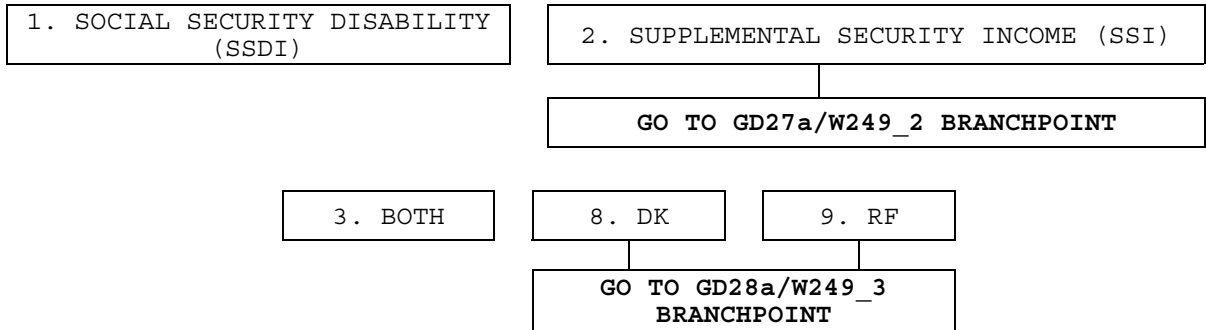 1. SOCIAL SECURITY DISABILITY
(SSDI)
2. SUPPLEMENTAL SECURITY INCOME (SSI)
GO TO GD27a/W249_2 BRANCHPOINT
3. BOTH
8. DK
9. RF
GO TO GD28a/W249_3
BRANCHPOINT